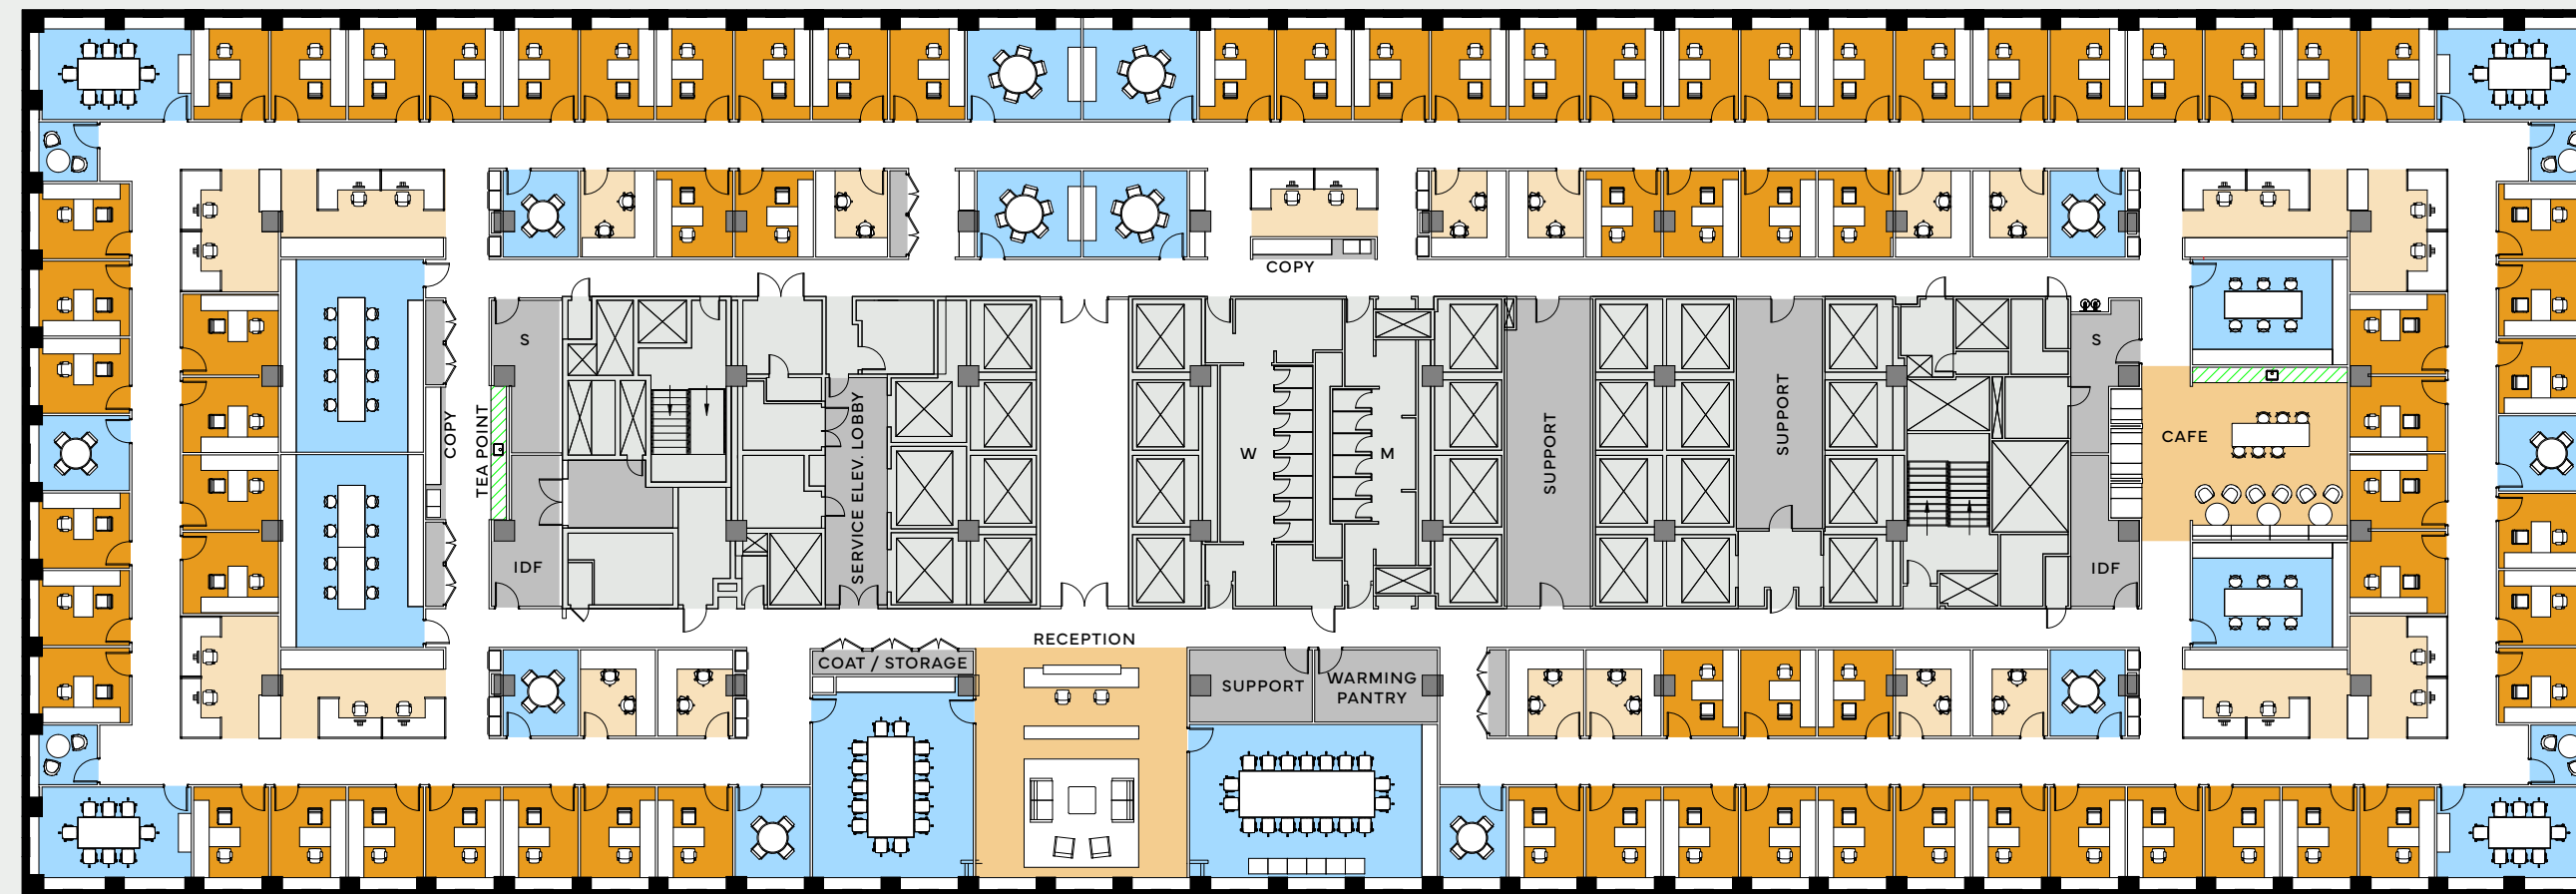 COPY
S
S
COPY
TEA POINT
SERVICE ELEV. LOBBY
W
M
SUPPORT
SUPPORT
CAFE
IDF
IDF
RECEPTION
COAT / STORAGE
SUPPORT
WARMING
PANTRY